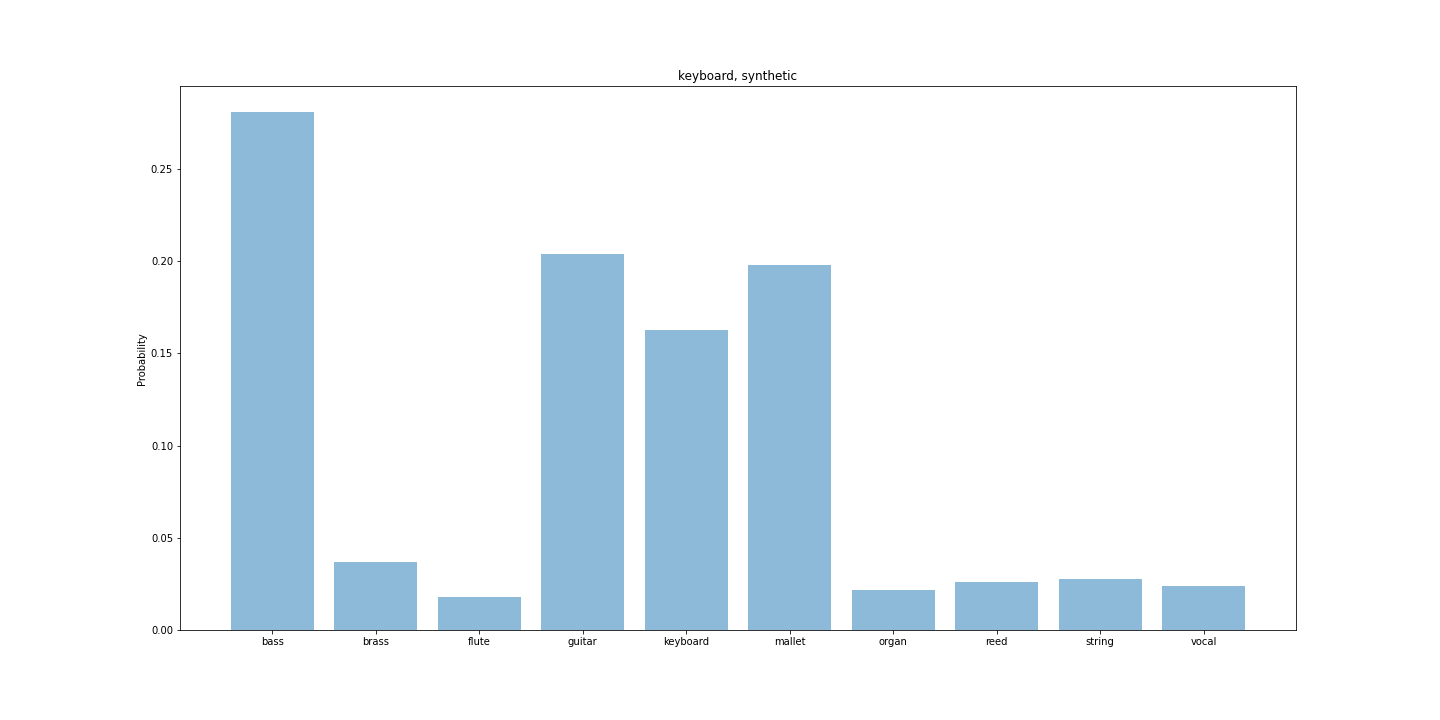 keyboard, synthetic
0.25
0.20
0.15
0.10
0.05
0.00
Probability
bass brass flute guitar keyboard mallet organ reed string vocal